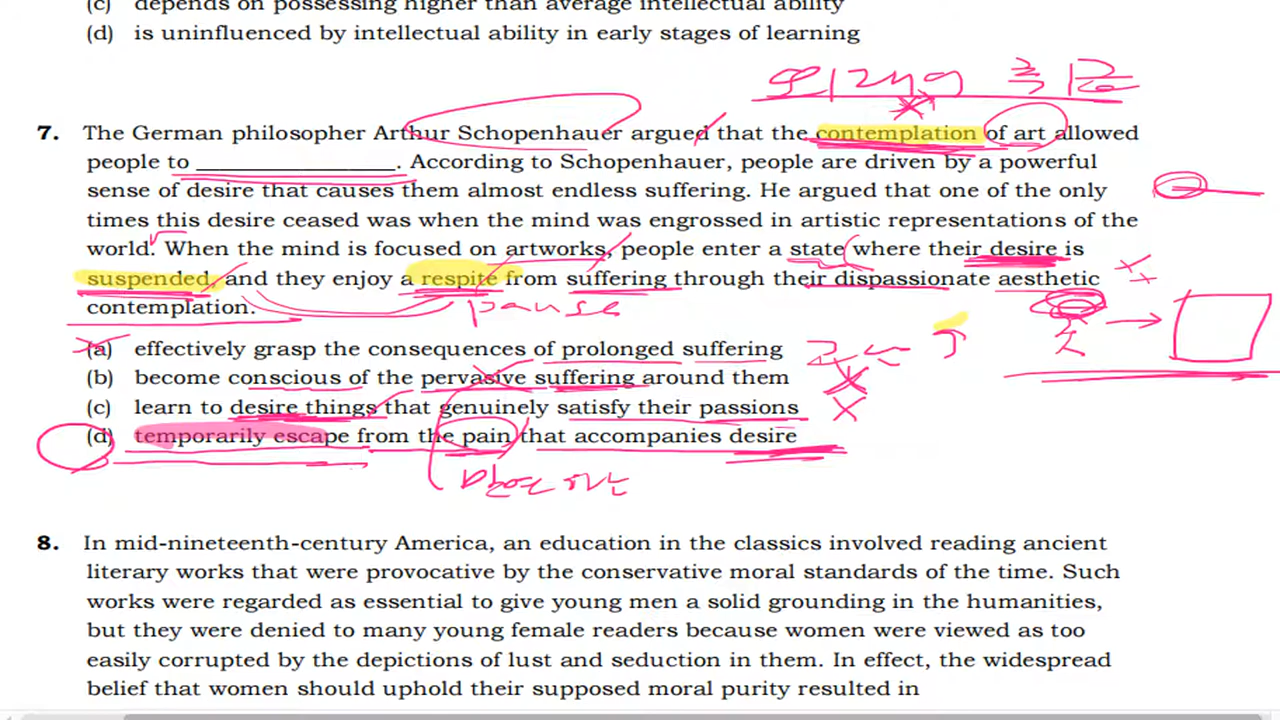 (c) depends on possessing higher than average intellectual ability
(d) is uninfluenced by intellectual ability in early stages of learning
7. The German philosopher Arthur Schopenhauer argued that the contemplation of art allowed
people to ____________________. According to Schopenhauer, people are driven by a powerful
sense of desire that causes them almost endless suffering. He argued that one of the only
times this desire ceased was when the mind was engrossed in artistic representations of the
world. When the mind is focused on artworks, people enter a state where their desire is
suspended, and they enjoy a respite from suffering through their dispassionate aesthetic
contemplation.
pause
(a) effectively grasp the consequences of prolonged suffering
(b) become conscious of the pervasive suffering around them
(c) learn to desire things that genuinely satisfy their passions
(d) temporarily escape from the pain that accompanies desire
8. In mid-nineteenth-century America, an education in the classics involved reading ancient
literary works that were provocative by the conservative moral standards of the time. Such
works were regarded as essential to give young men a solid grounding in the humanities,
but they were denied to many young female readers because women were viewed as too
easily corrupted by the depictions of lust and seduction in them. In effect, the widespread
belief that women should uphold their supposed moral purity resulted in